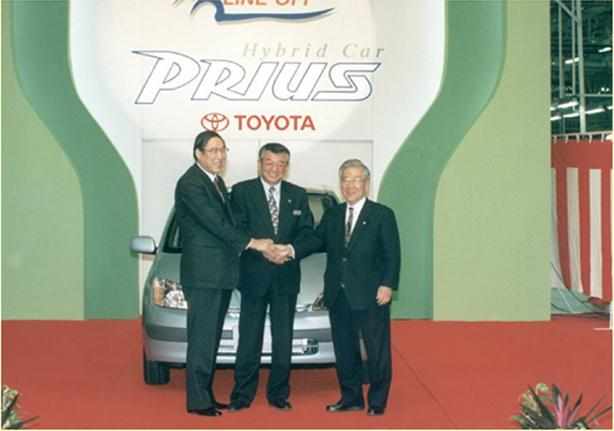 LINE OFF
Hybrid Car
PRIUS
TOYOTA